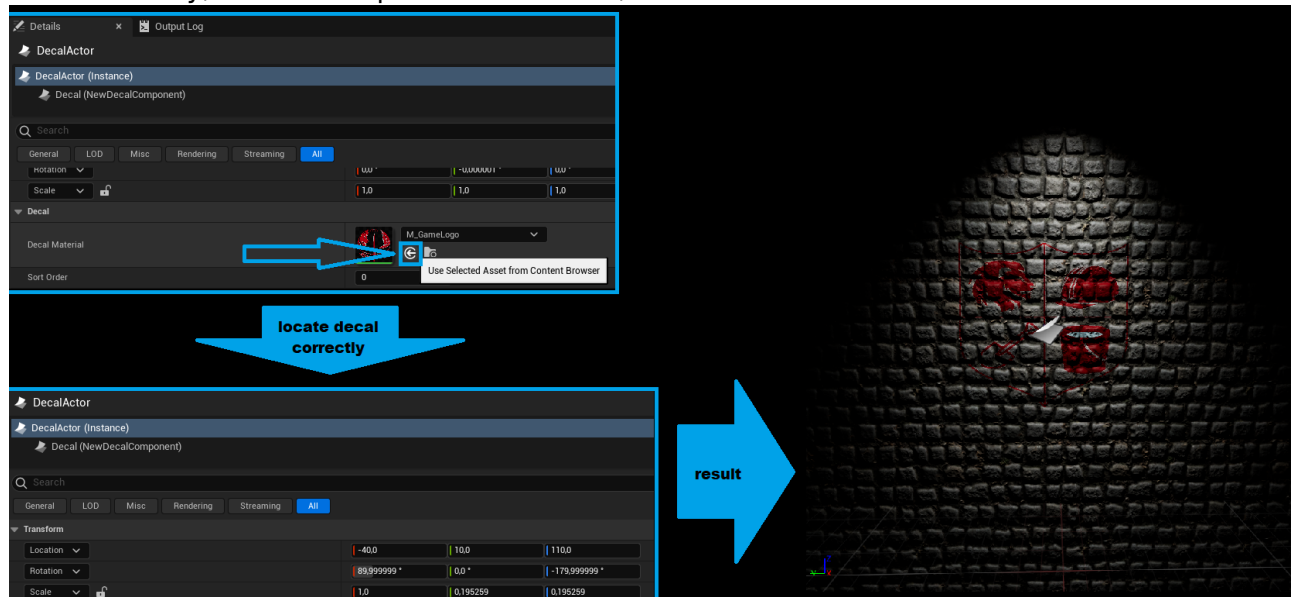 Details
Output Log
DecalActor
DecalActor (Instance)
Decal (NewDecalComponent)
Search
General LOD Misc Rendering Streaming All
Rotation 0,0 ° -0,000001 ° 0,0 °
Scale 1,0 1,0 1,0
Decal
Decal Material
M_GameLogo
Use Selected Asset from Content Browser
Sort Order 0
locate decal
correctly
DecalActor
DecalActor (Instance)
Decal (NewDecalComponent)
Search
General LOD Misc Rendering Streaming All
Transform
Location -40,0 10,0 110,0
Rotation 89,999999 ° 0,0 ° -179,999999 °
Scale 1,0 0,195259 0,195259
result